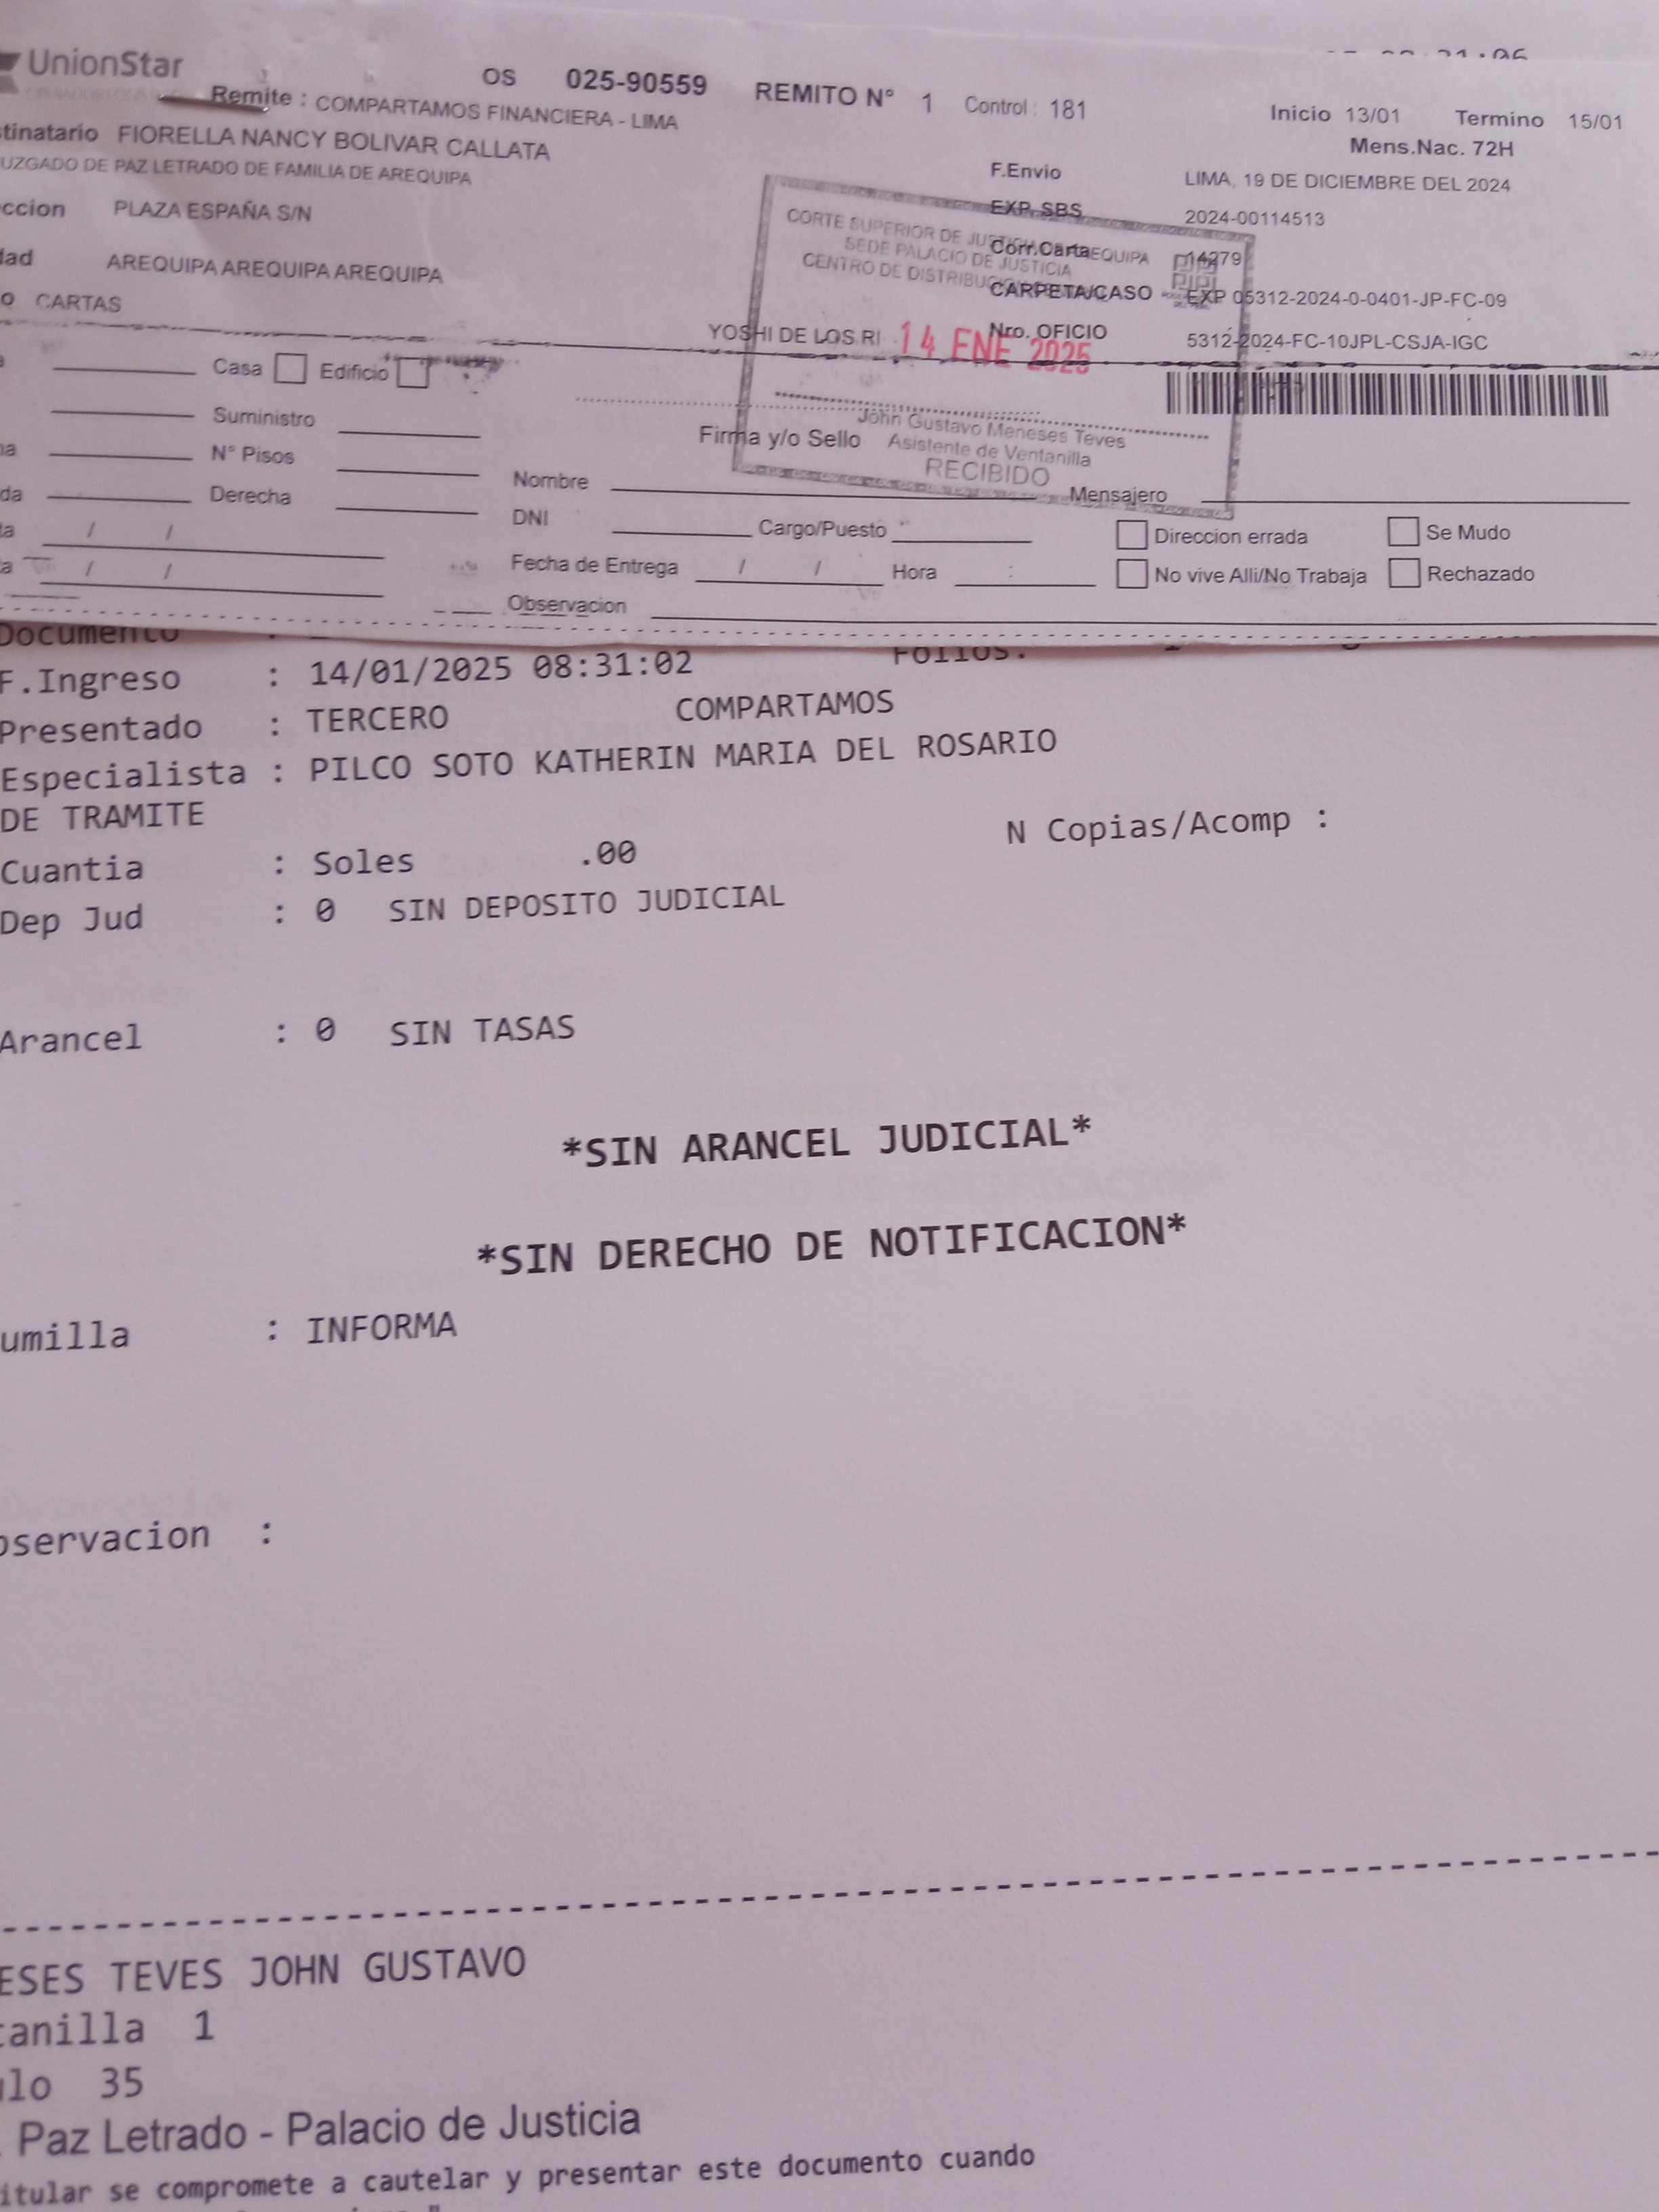 UnionStar
OS 025-90559 REMITO N° 1 Control : 181
Inicio 13/01 Termino 15/01
Mens.Nac. 72H
Remite : COMPARTAMOS FINANCIERA - LIMA
tinatario FIORELLA NANCY BOLIVAR CALLATA
UZGADO DE PAZ LETRADO DE FAMILIA DE AREQUIPA
F.Envio LIMA, 19 DE DICIEMBRE DEL 2024
ccion PLAZA ESPAÑA S/N
EXP. SBS 2024-00114513
CORTE SUPERIOR DE JUSTICIA DE AREQUIPA
SEDE PALACIO DE JUSTICIA
Corr.Carta 14279
dad AREQUIPA AREQUIPA AREQUIPA
CENTRO DE
CARPETA/CASO EXP 05312-2024-0-0401-JP-FC-09
o CARTAS
YOSHI DE LOS RI
14 ENE 2025
Nro. OFICIO 5312-2024-FC-10JPL-CSJA-IGC
Casa Edificio
Suministro
John Gustavo Meneses Teves
Firma y/o Sello Asistente de Ventanilla
RECIBIDO
na N° Pisos
Nombre Mensajero
da Derecha
DNI Cargo/Puesto Direccion errada Se Mudo
ta / /
Fecha de Entrega / / Hora : No vive Alli/No Trabaja Rechazado
a / /
Observacion
Documento :
Folios:
F.Ingreso : 14/01/2025 08:31:02
Presentado : TERCERO COMPARTAMOS
Especialista : PILCO SOTO KATHERIN MARIA DEL ROSARIO
DE TRAMITE
N Copias/Acomp :
Cuantia : Soles .00
Dep Jud : 0 SIN DEPOSITO JUDICIAL
Arancel : 0 SIN TASAS
*SIN ARANCEL JUDICIAL*
*SIN DERECHO DE NOTIFICACION*
umilla : INFORMA
bservacion :
ESES TEVES JOHN GUSTAVO
tanilla 1
ulo 35
Paz Letrado - Palacio de Justicia
itular se compromete a cautelar y presentar este documento cuando